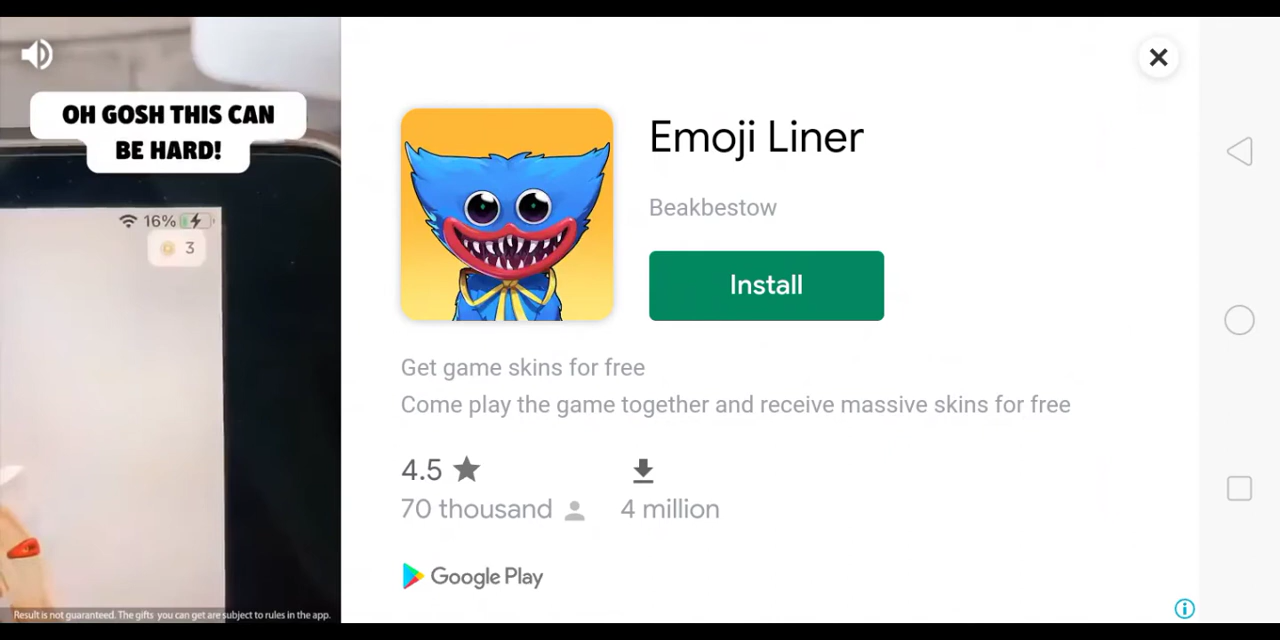 OH GOSH THIS CAN
BE HARD!
16%
3
Result is not guaranteed. The gifts you can get are subject to rules in the app.
Emoji Liner
Beakbestow
Install
Get game skins for free
Come play the game together and receive massive skins for free
4.5
70 thousand
4 million
Google Play